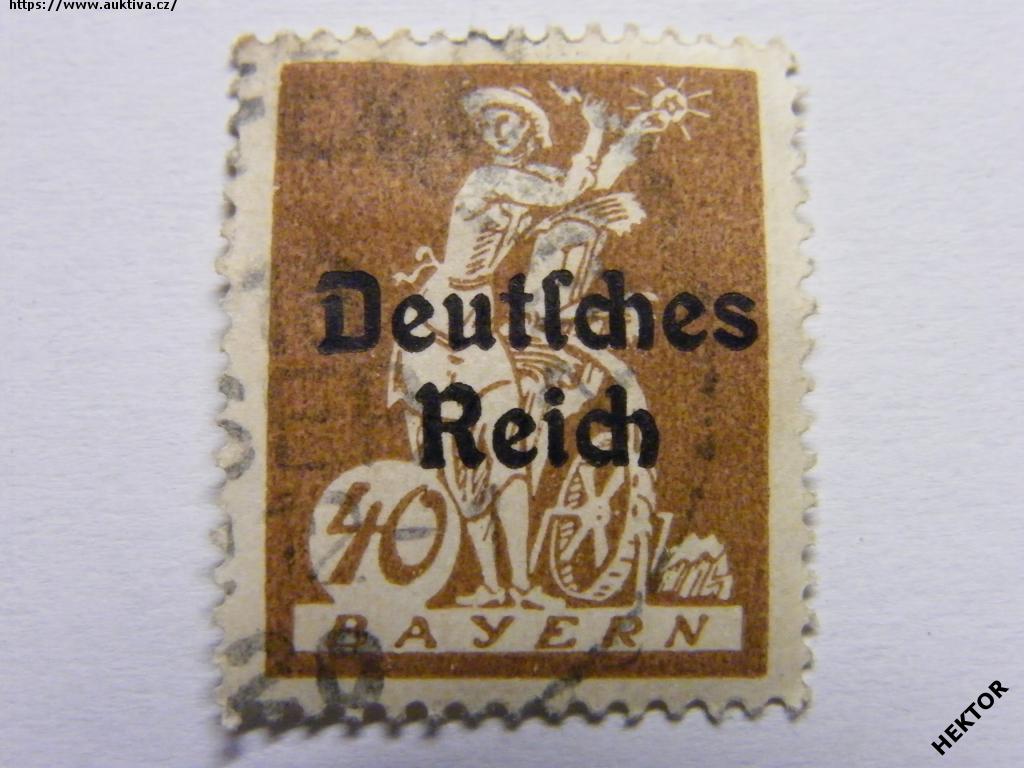 https://www.auktiva.cz/
Deutſches
Reich
40
BAYERN
HEKTOR